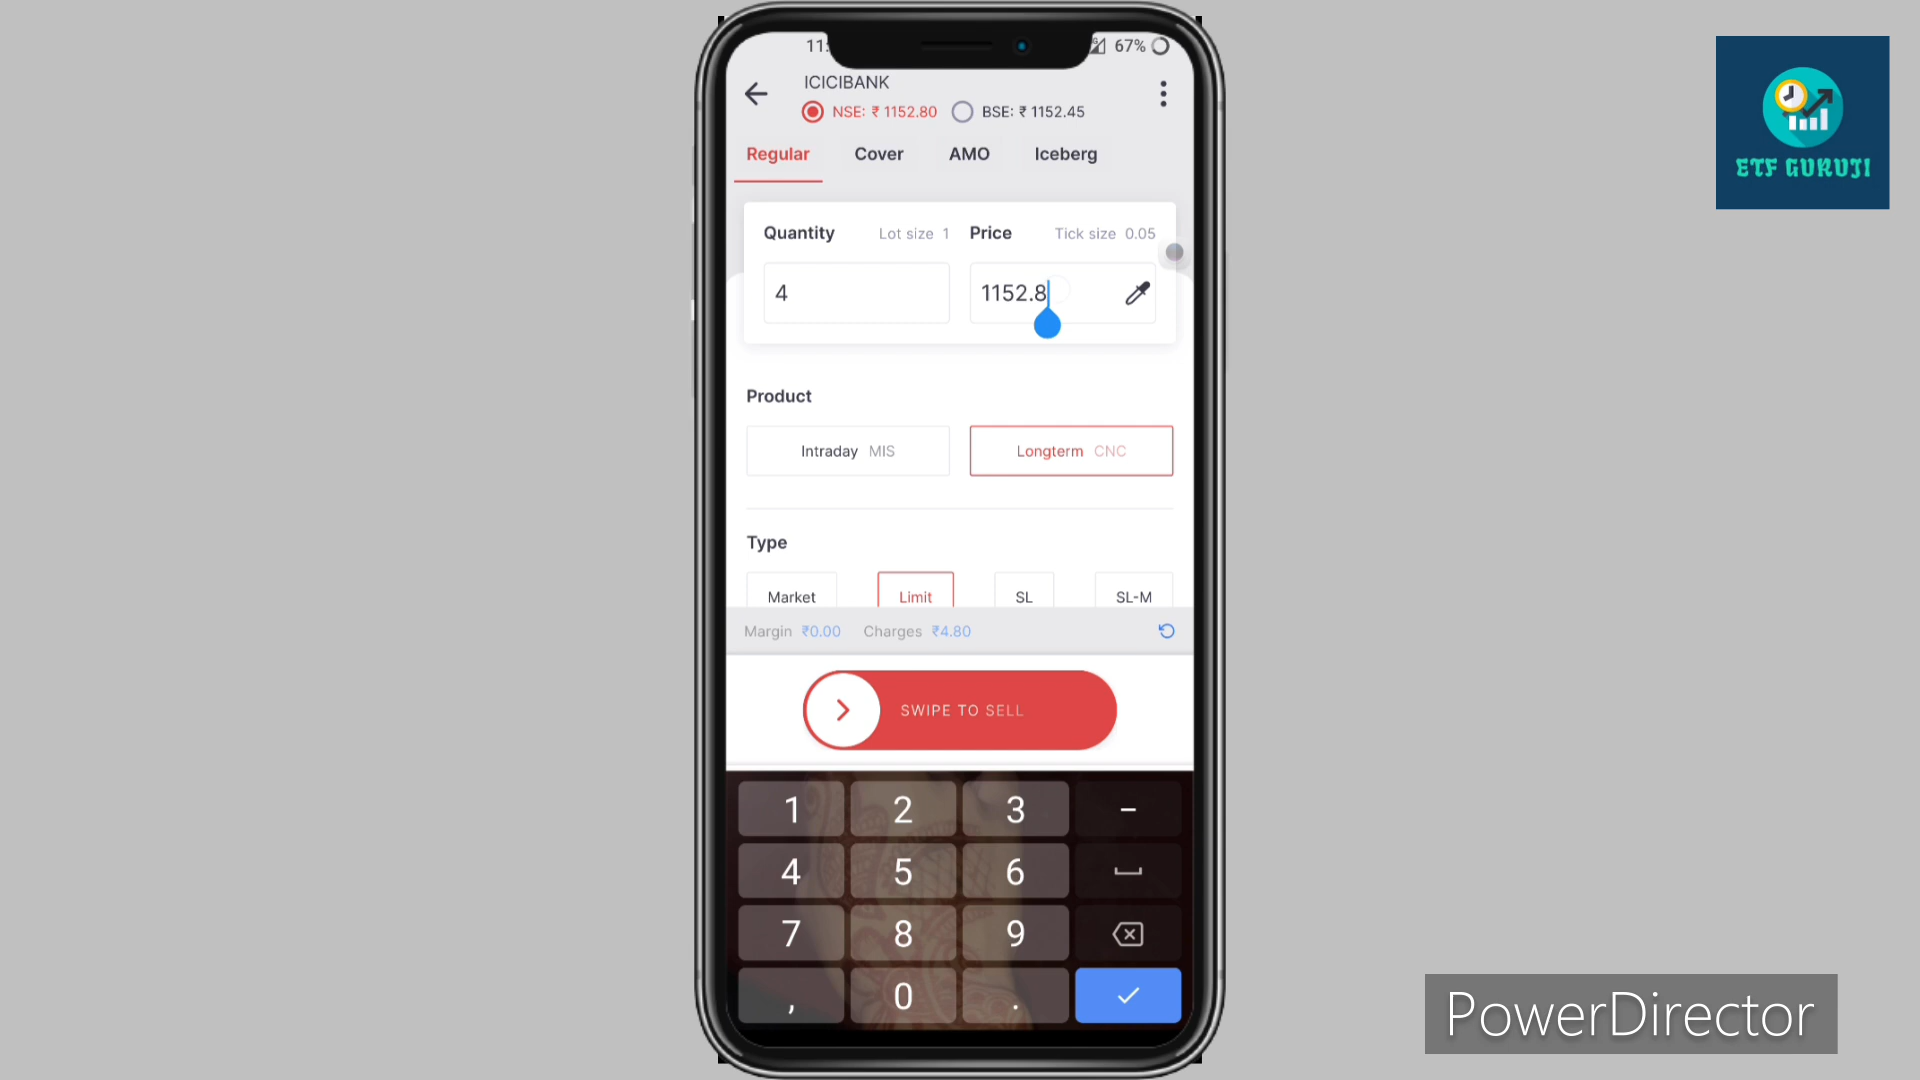 11:
67%
ICICIBANK
NSE: ₹ 1152.80 BSE: ₹ 1152.45
Regular Cover AMO Iceberg
Quantity Lot size 1 Price Tick size 0.05
4 1152.8
Product
Intraday MIS Longterm CNC
Type
Market Limit SL SL-M
Margin ₹0.00 Charges ₹4.80
SWIPE TO SELL
1 2 3 –
4 5 6
7 8 9
, 0 .
ETF GURUJI
PowerDirector